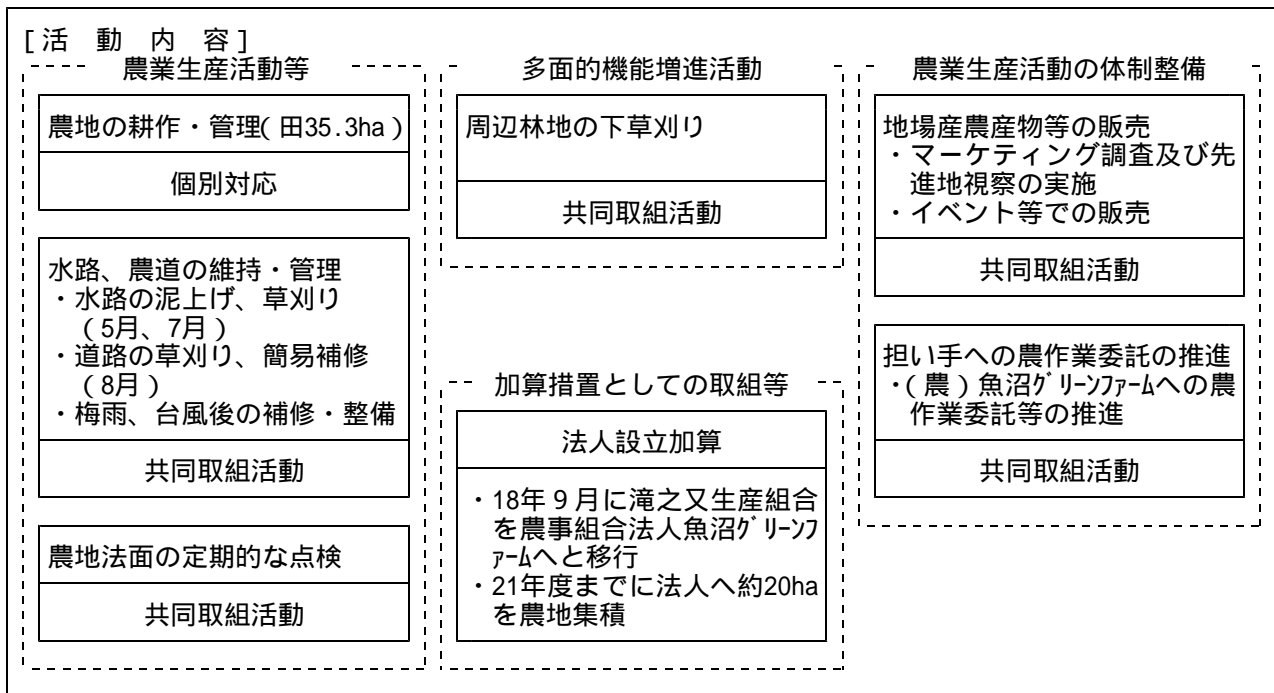 [活 動 内 容]
農業生産活動等
農地の耕作・管理(田35.3ha)
個別対応
水路、農道の維持・管理
・水路の泥上げ、草刈り
(5月、7月)
・道路の草刈り、簡易補修
(8月)
・梅雨、台風後の補修・整備
共同取組活動
農地法面の定期的な点検
共同取組活動
多面的機能増進活動
周辺林地の下草刈り
共同取組活動
加算措置としての取組等
法人設立加算
・18年9月に滝之又生産組合
を農事組合法人魚沼ｸﾞﾘｰﾝﾌ
ｧｰﾑへと移行
・21年度までに法人へ約20ha
を農地集積
農業生産活動の体制整備
地場産農産物等の販売
・マーケティング調査及び先
進地視察の実施
・イベント等での販売
共同取組活動
担い手への農作業委託の推進
・(農)魚沼ｸﾞﾘｰﾝﾌｧｰﾑへの農
作業委託等の推進
共同取組活動